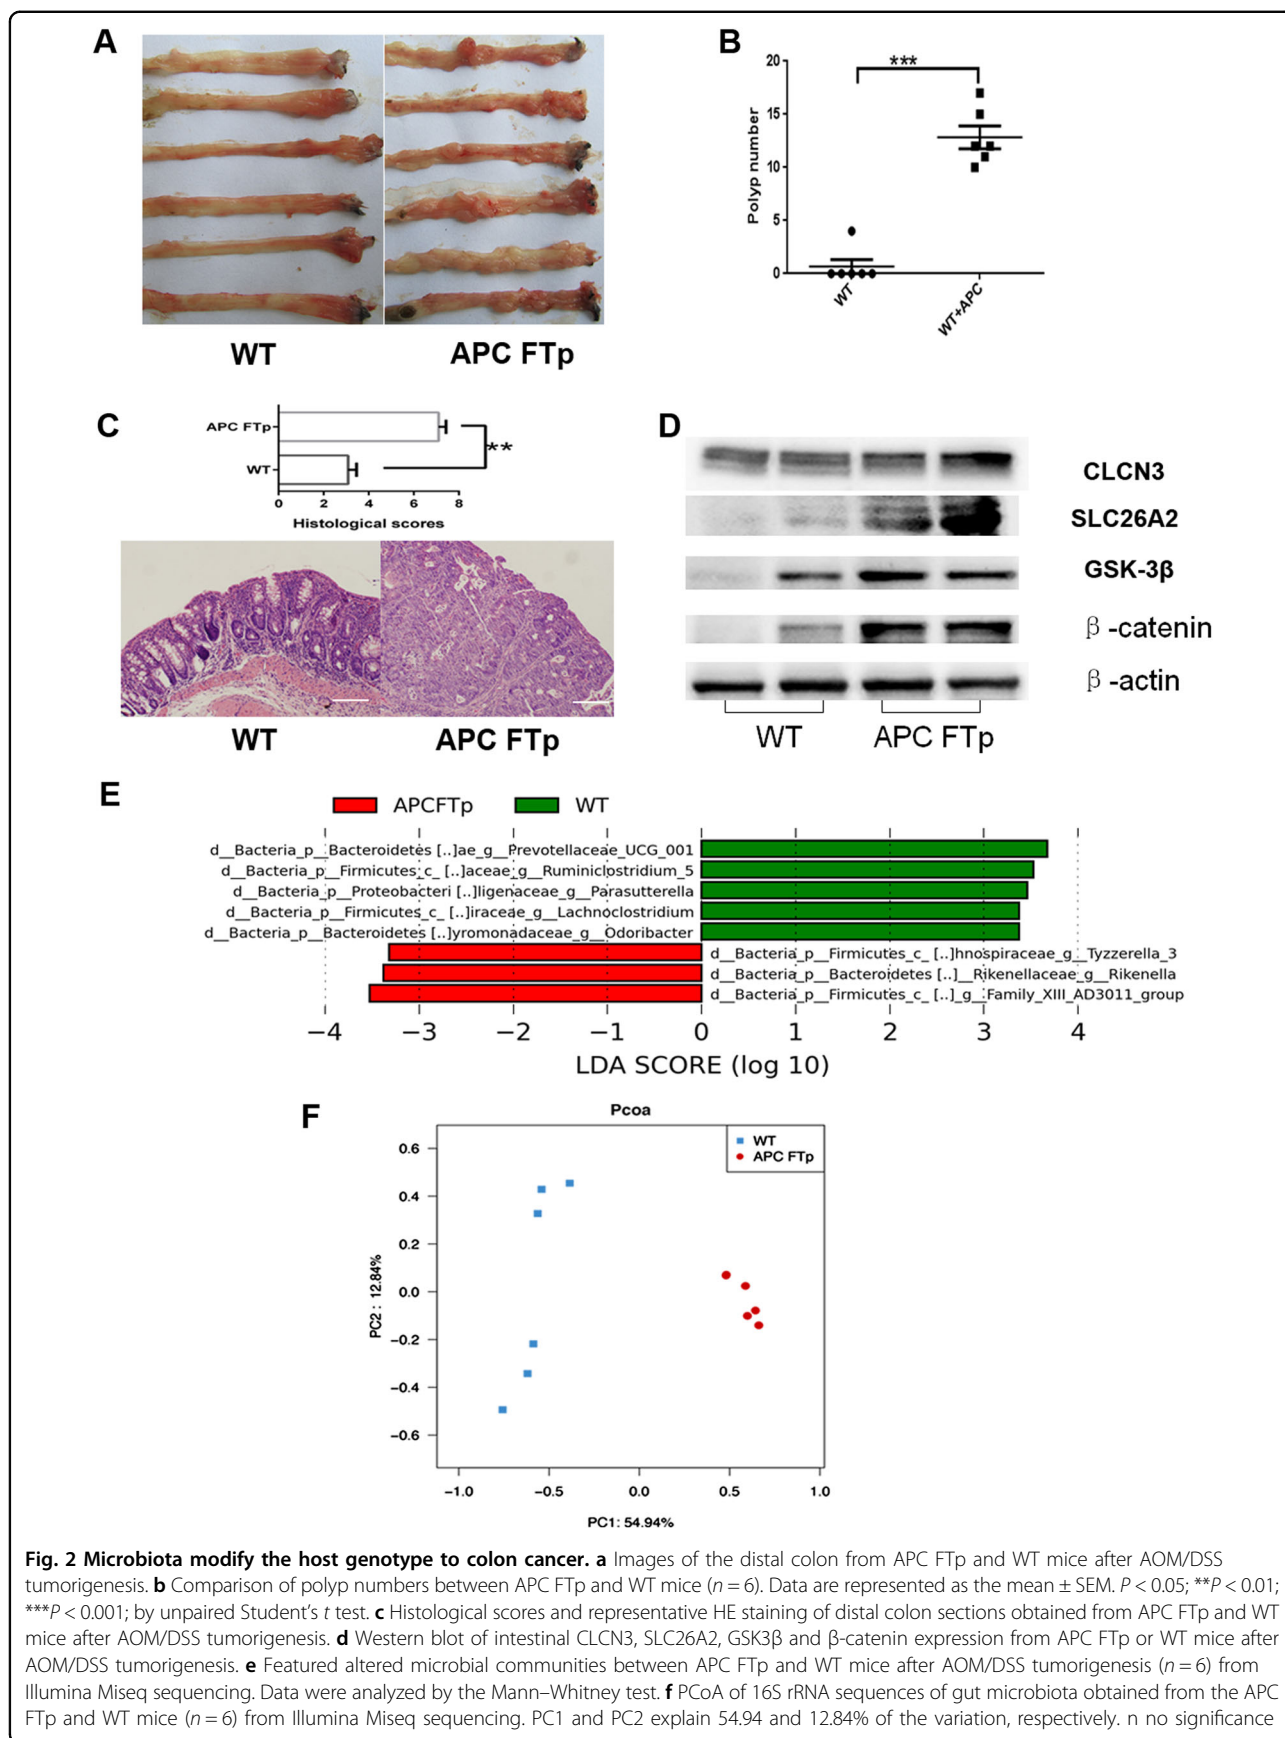 A
WT
APC FTp
B
20
15
10
5
0
Polyp number
***
WT
WT+APC
C
APC FTp
WT
**
0 2 4 6 8
Histological scores
WT
APC FTp
D
CLCN3
SLC26A2
GSK-3β
β-catenin
β-actin
WT
APC FTp
E
APCFTp
WT
d__Bacteria_p__Bacteroidetes [..]ae_g__Prevotellaceae_UCG_001
d__Bacteria_p__Firmicutes_c_ [..]aceae_g__Ruminiclostridium_5
d__Bacteria_p__Proteobacteri [..]ligenaceae_g__Parasutterella
d__Bacteria_p__Firmicutes_c_ [..]iraceae_g__Lachnoclostridium
d__Bacteria_p__Bacteroidetes [..]yromonadaceae_g__Odoribacter
d__Bacteria_p__Firmicutes_c_ [..]hnospiraceae_g__Tyzzerella_3
d__Bacteria_p__Bacteroidetes [..]__Rikenellaceae_g__Rikenella
d__Bacteria_p__Firmicutes_c_ [..]_g__Family_XIII_AD3011_group
−4 −3 −2 −1 0 1 2 3 4
LDA SCORE (log 10)
F
Pcoa
WT
APC FTp
0.6
0.4
0.2
0.0
−0.2
−0.4
−0.6
PC2 : 12.84%
−1.0 −0.5 0.0 0.5 1.0
PC1: 54.94%
Fig. 2 Microbiota modify the host genotype to colon cancer. a Images of the distal colon from APC FTp and WT mice after AOM/DSS
tumorigenesis. b Comparison of polyp numbers between APC FTp and WT mice (n = 6). Data are represented as the mean ± SEM. P < 0.05; **P < 0.01;
***P < 0.001; by unpaired Student's t test. c Histological scores and representative HE staining of distal colon sections obtained from APC FTp and WT
mice after AOM/DSS tumorigenesis. d Western blot of intestinal CLCN3, SLC26A2, GSK3β and β-catenin expression from APC FTp or WT mice after
AOM/DSS tumorigenesis. e Featured altered microbial communities between APC FTp and WT mice after AOM/DSS tumorigenesis (n = 6) from
Illumina Miseq sequencing. Data were analyzed by the Mann–Whitney test. f PCoA of 16S rRNA sequences of gut microbiota obtained from the APC
FTp and WT mice (n = 6) from Illumina Miseq sequencing. PC1 and PC2 explain 54.94 and 12.84% of the variation, respectively. n no significance